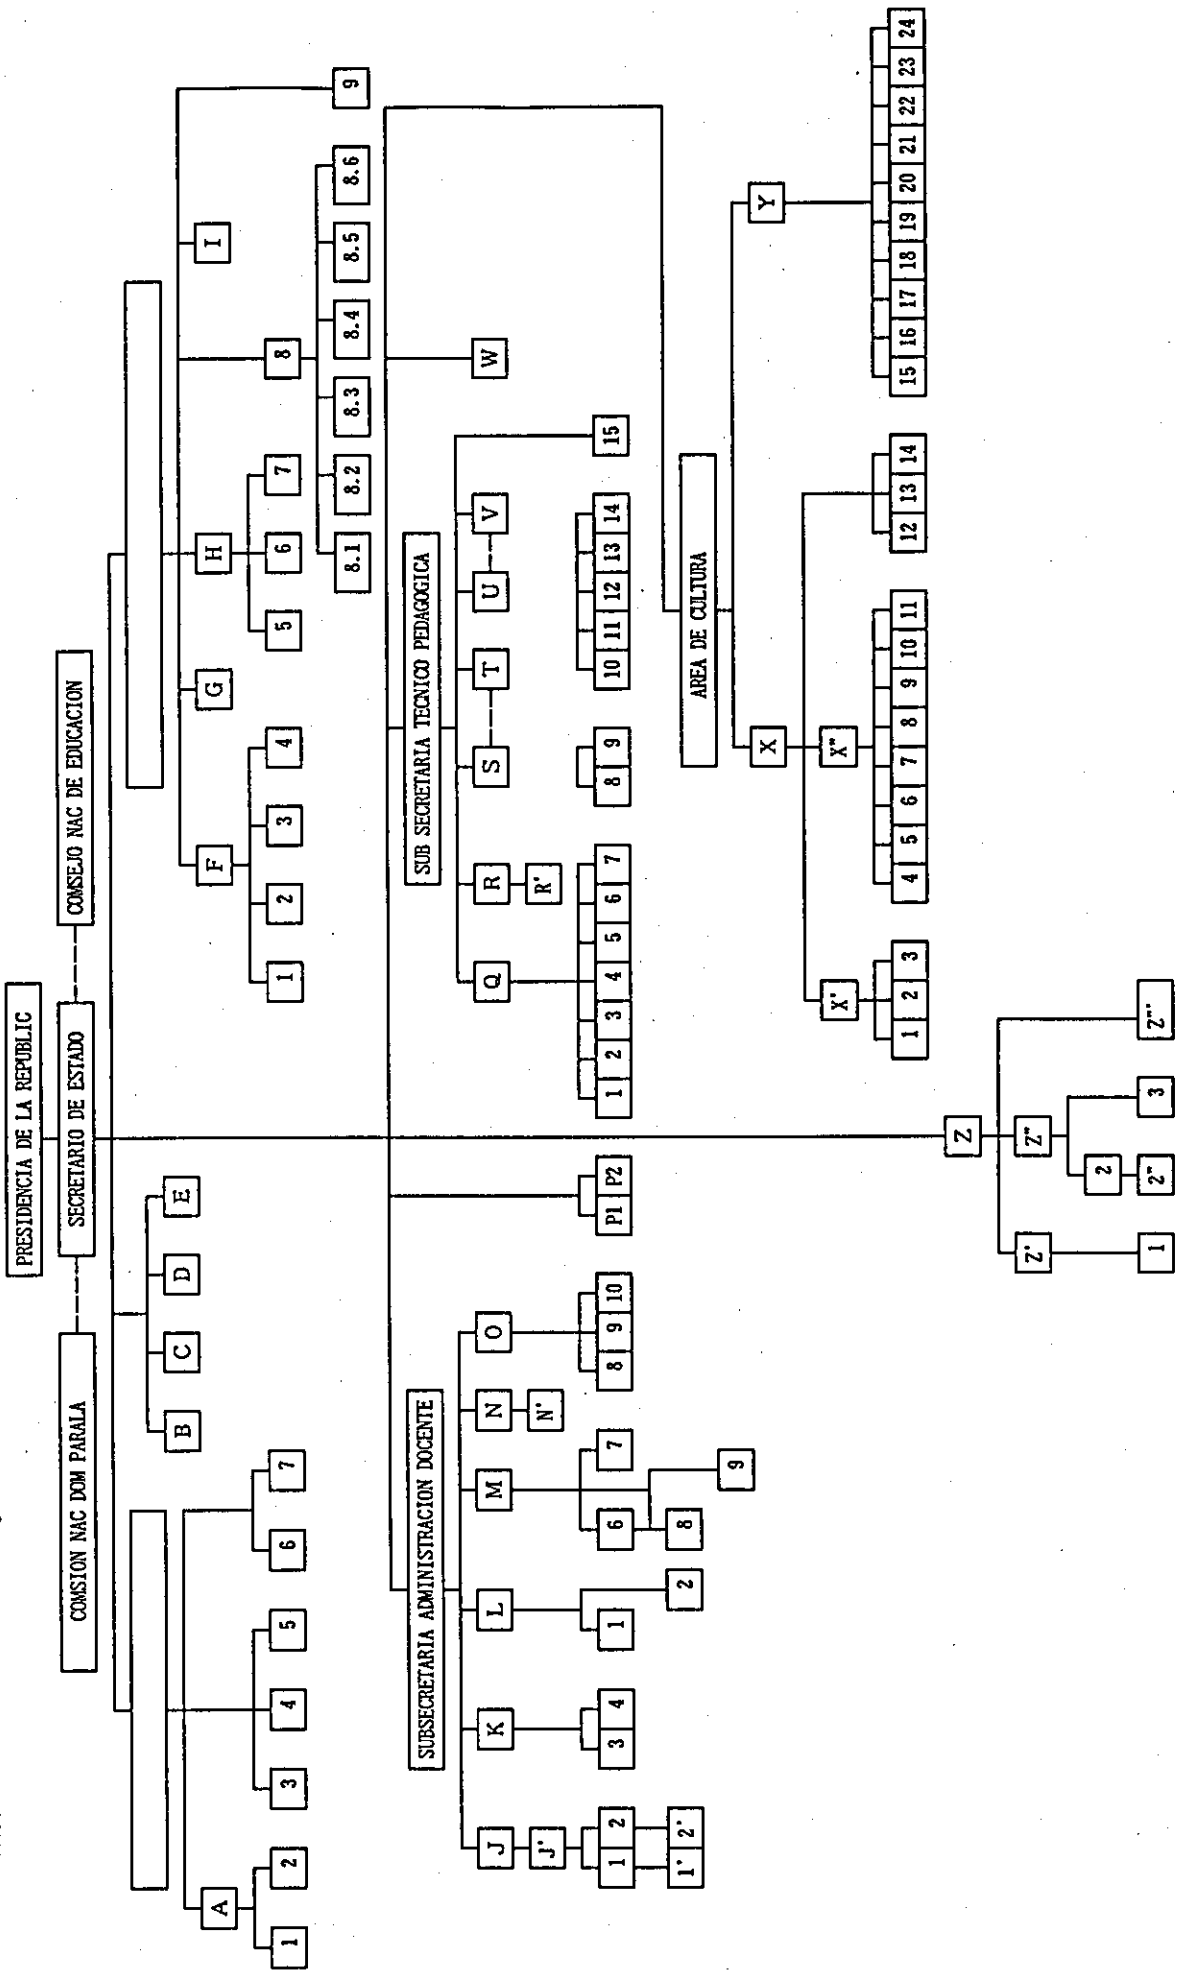 PRESIDENCIA DE LA REPUBLIC
COMSION NAC DOM PARALA
SECRETARIO DE ESTADO
COMSEJO NAC DE EDUCACION
A
B
C
D
E
F
G
H
I
1
2
3
4
5
6
7
1
2
3
4
5
6
7
8
8.1
8.2
8.3
8.4
8.5
8.6
9
SUBSECRETARIA ADMINISTRACION DOCENTE
SUB SECRETARIA TECNICO PEDAGOGICA
J
K
L
M
N
O
Q
R
S
T
U
V
W
J'
N'
R'
1 2
3 4
1
6
7
8 9 10
P1 P2
1 2 3 4 5 6 7
8 9
10 11 12 13 14
15
1' 2'
2
8
9
AREA DE CULTURA
X
Y
X'
X"
1 2 3
4 5 6 7 8 9 10 11
12 13 14
15 16 17 18 19 20 21 22 23 24
Z
Z'
Z"
2
1
2"
3
Z"'